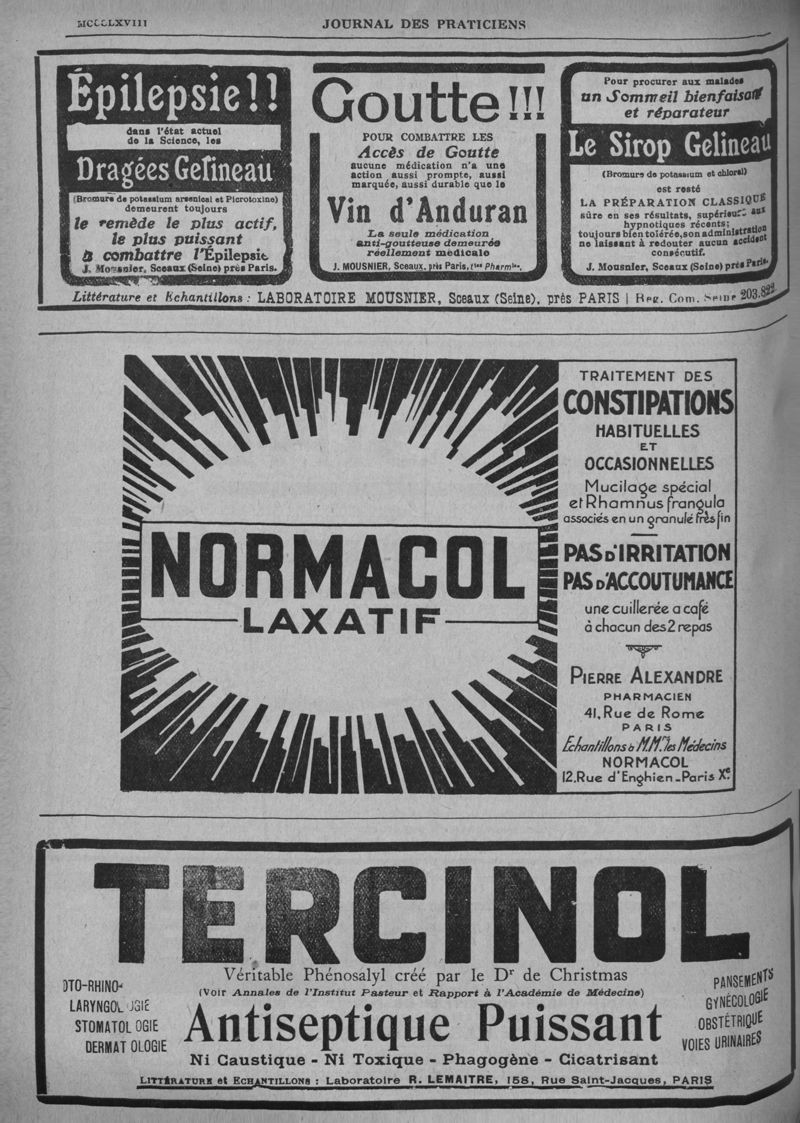 MCCCLXVIII
JOURNAL DES PRATICIENS
Épilepsie!!
dans l'état actuel
de la Science, les
Dragées Gelineau
(Bromure de potassium arsenical et Picrotoxine)
demeurent toujours
le remède le plus actif,
le plus puissant
à combattre l'Épilepsie
J. Mousnier, Sceaux (Seine) près Paris.
Goutte!!!
POUR COMBATTRE LES
Accès de Goutte
aucune médication n'a une
action aussi prompte, aussi
marquée, aussi durable que le
Vin d'Anduran
La seule médication
anti-goutteuse demeurée
réellement médicale
J. MOUSNIER, Sceaux, près Paris,
Pour procurer aux malades
un Sommeil bienfaisant
et réparateur
Le Sirop Gelineau
(Bromure de potassium et chloral)
est resté
LA PRÉPARATION CLASSIQUE
sûre en ses résultats, supérieure aux
hypnotiques récents;
toujours bien tolérée, son administration
ne laissant à redouter aucun accident
consécutif.
J. Mousnier, Sceaux (Seine) près Paris.
Littérature et Echantillons : LABORATOIRE MOUSNIER, Sceaux (Seine), près PARIS | Reg. Com. Seine 203.822
NORMACOL
LAXATIF
TRAITEMENT DES
CONSTIPATIONS
HABITUELLES
ET
OCCASIONNELLES
Mucilage spécial
et Rhamnus frangula
associés en un granulé très fin
PAS D'IRRITATION
PAS D'ACCOUTUMANCE
une cuillerée a café
à chacun des 2 repas
PIERRE ALEXANDRE
PHARMACIEN
41, Rue de Rome
PARIS
Echantillons à M.M.rs les Médecins
NORMACOL
12, Rue d'Enghien - Paris Xe.
TERCINOL
Véritable Phénosalyl créé par le Dr de Christmas
(Voir Annales de l'Institut Pasteur et Rapport à l'Académie de Médecine)
OTO-RHINO-
LARYNGOLOGIE
STOMATOLOGIE
DERMATOLOGIE
Antiseptique Puissant
PANSEMENTS
GYNÉCOLOGIE
OBSTÉTRIQUE
VOIES URINAIRES
Ni Caustique - Ni Toxique - Phagogène - Cicatrisant
LITTÉRATURE et ECHANTILLONS : Laboratoire R. LEMAITRE, 158, Rue Saint-Jacques, PARIS